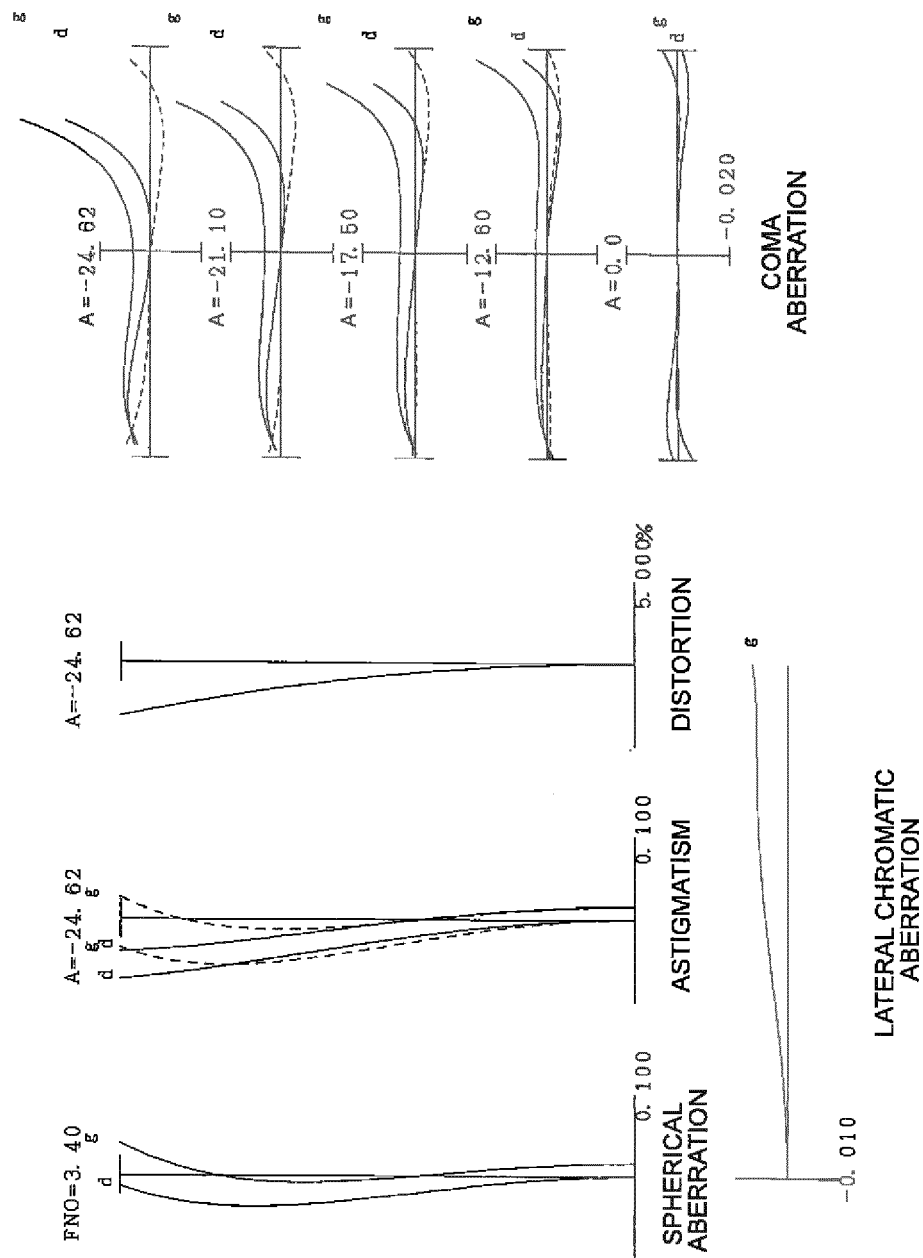 FNO=3. 40
g
d
0. 100
SPHERICAL
ABERRATION
A=-24. 62
g
g
d
d
0. 100
ASTIGMATISM
A=-24. 62
5. 000%
DISTORTION
g
-0. 010
LATERAL CHROMATIC
ABERRATION
A=-24. 62
g
d
A=-21. 10
g
d
A=-17. 50
g
d
A=-12. 60
g
d
A=0. 0
g
d
-0. 020
COMA
ABERRATION